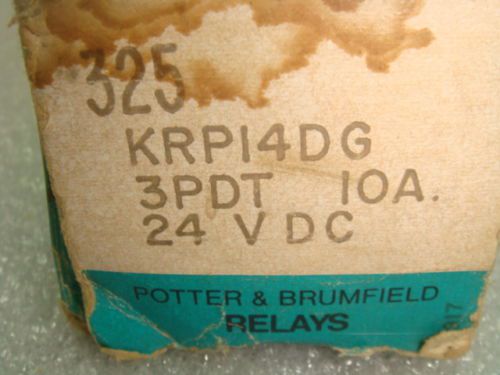 325
KRP14DG
3PDT 10A.
24 VDC
POTTER & BRUMFIELD
RELAYS